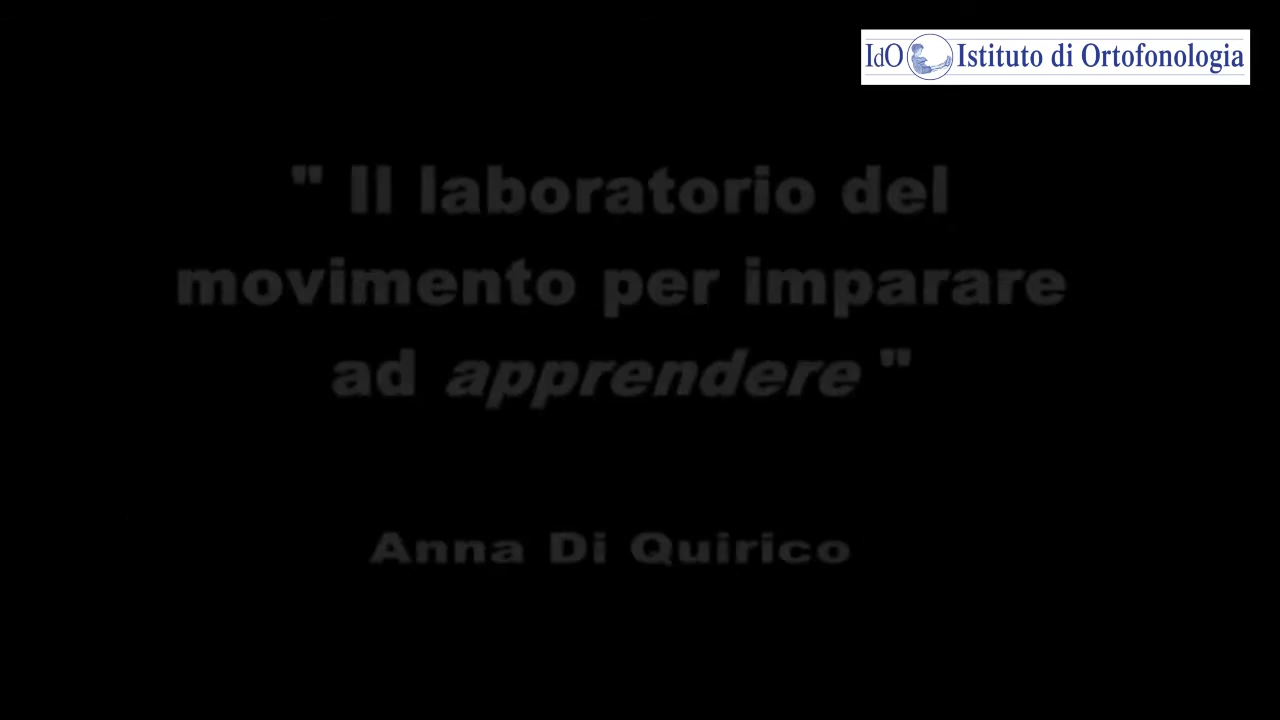 IdO Istituto di Ortofonologia
" Il laboratorio del
movimento per imparare
ad apprendere "
Anna Di Quirico